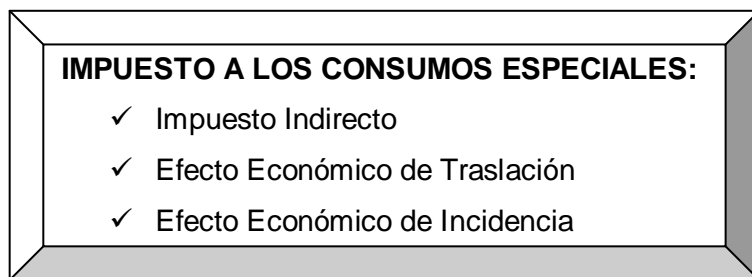 IMPUESTO A LOS CONSUMOS ESPECIALES:
✓ Impuesto Indirecto
✓ Efecto Económico de Traslación
✓ Efecto Económico de Incidencia